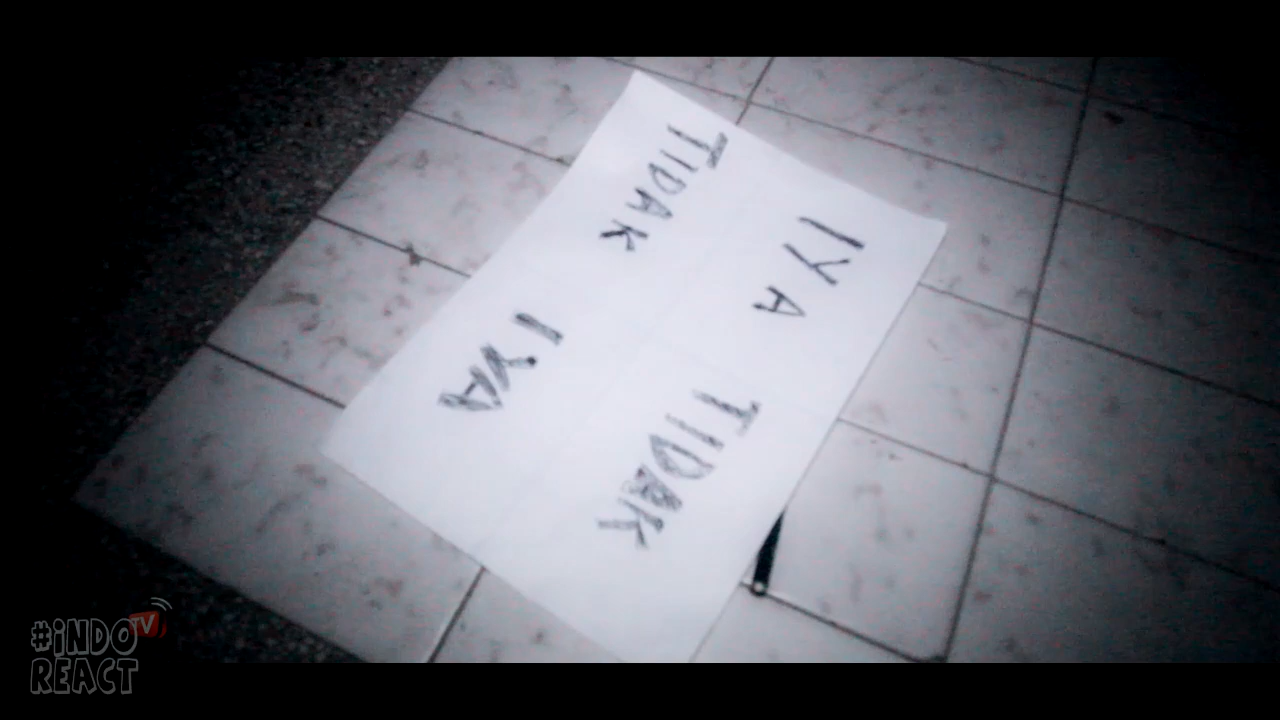 IYA
TIDAK
TIDAK
IYA
#iNDO TV
REACT